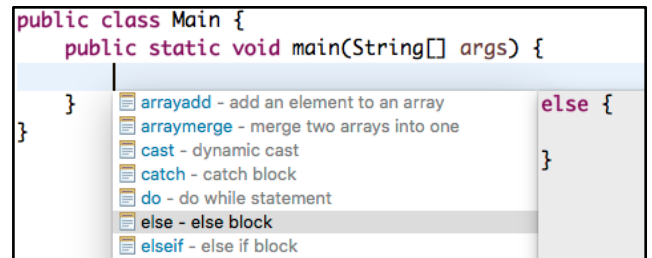 public class Main {
public static void main(String[] args) {
}
}
arrayadd - add an element to an array
arraymerge - merge two arrays into one
cast - dynamic cast
catch - catch block
do - do while statement
else - else block
elseif - else if block
else {
}